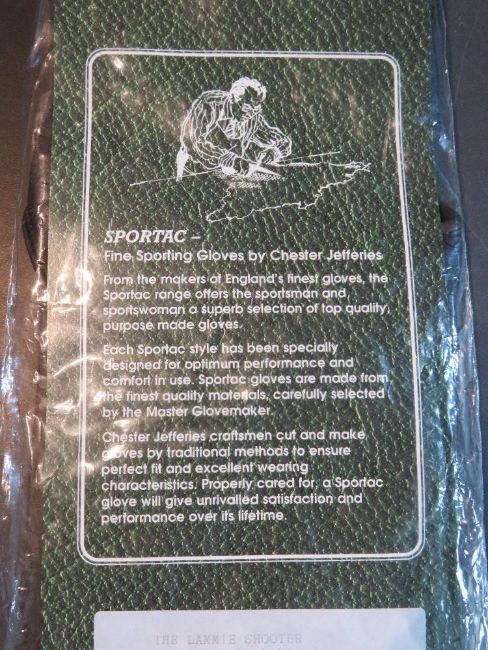 SPORTAC –
Fine Sporting Gloves by Chester Jefferies
From the makers of England's finest gloves, the
Sportac range offers the sportsman and
sportswoman a superb selection of top quality,
purpose made gloves.
Each Sportac style has been specially
designed for optimum performance and
comfort in use. Sportac gloves are made from
the finest quality materials, carefully selected
by the Master Glovemaker.
Chester Jefferies craftsmen cut and make
gloves by traditional methods to ensure
perfect fit and excellent wearing
characteristics. Properly cared for, a Sportac
glove will give unrivalled satisfaction and
performance over its lifetime.
THE LAMMIE SHOOTER